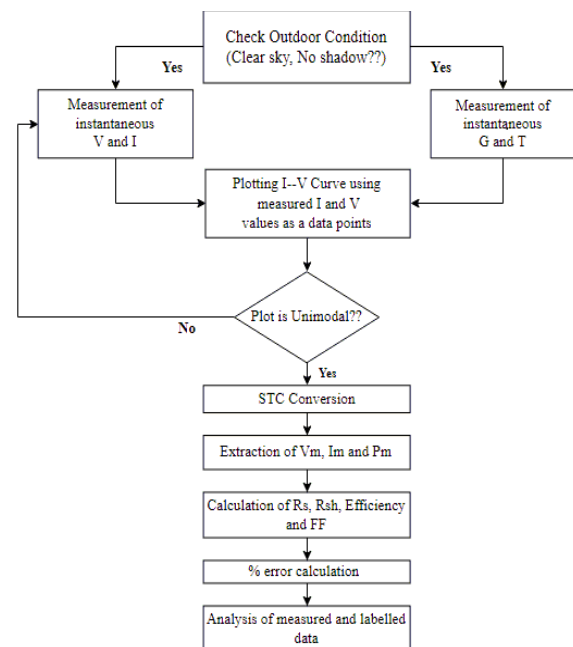 Check Outdoor Condition
(Clear sky, No shadow??)
Yes
Yes
Measurement of
instantaneous
V and I
Measurement of
instantaneous
G and T
Plotting I--V Curve using
measured I and V
values as a data points
Plot is Unimodal??
No
Yes
STC Conversion
Extraction of Vm, Im and Pm
Calculation of Rs, Rsh, Efficiency
and FF
% error calculation
Analysis of measured and labelled
data